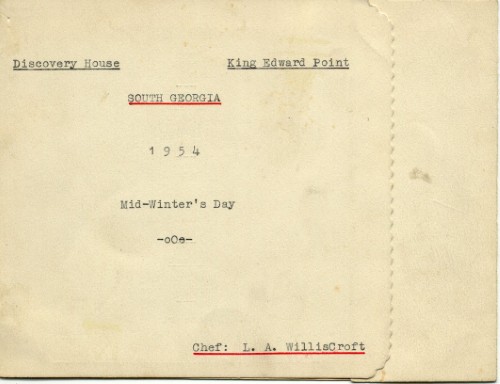 Discovery House King Edward Point
SOUTH GEORGIA
1 9 5 4
Mid-Winter's Day
-oOo-
Chef: L. A. WillisCroft